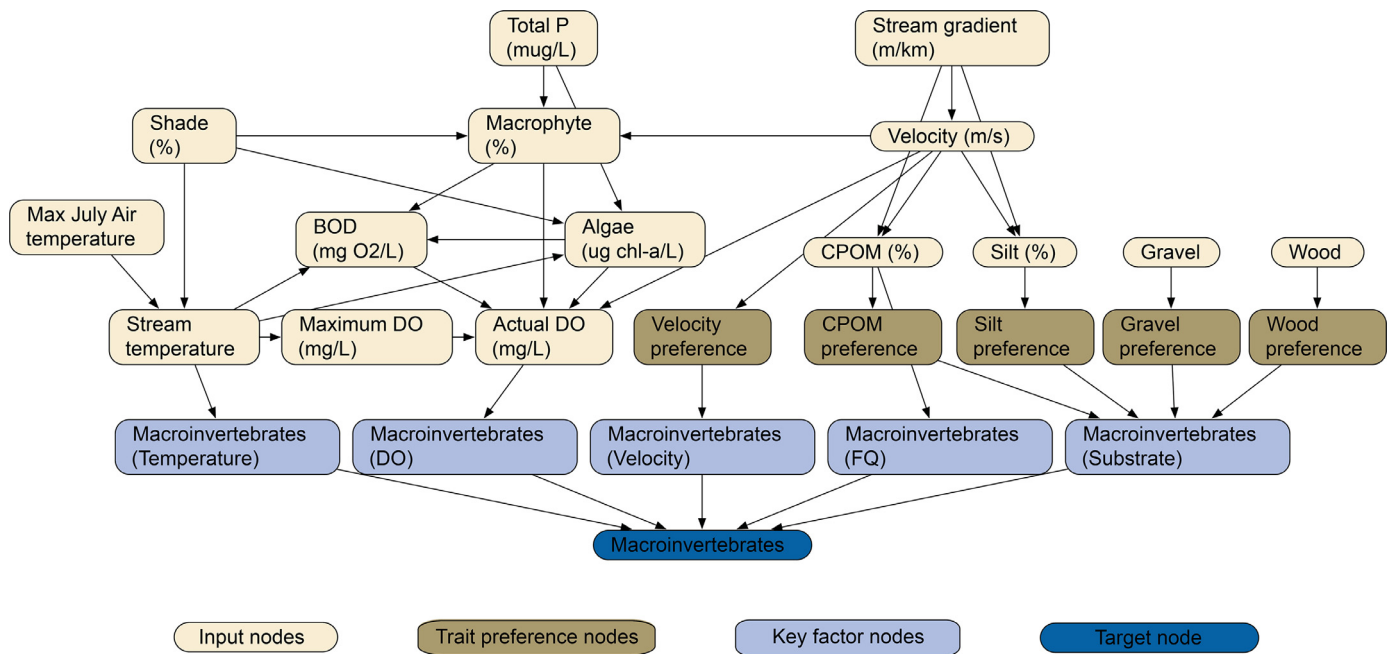 Total P
(mug/L)
Stream gradient
(m/km)
Shade
(%)
Macrophyte
(%)
Velocity (m/s)
Max July Air
temperature
BOD
(mg O2/L)
Algae
(ug chl-a/L)
CPOM (%)
Silt (%)
Gravel
Wood
Stream
temperature
Maximum DO
(mg/L)
Actual DO
(mg/L)
Velocity
preference
CPOM
preference
Silt
preference
Gravel
preference
Wood
preference
Macroinvertebrates
(Temperature)
Macroinvertebrates
(DO)
Macroinvertebrates
(Velocity)
Macroinvertebrates
(FQ)
Macroinvertebrates
(Substrate)
Macroinvertebrates
Input nodes
Trait preference nodes
Key factor nodes
Target node